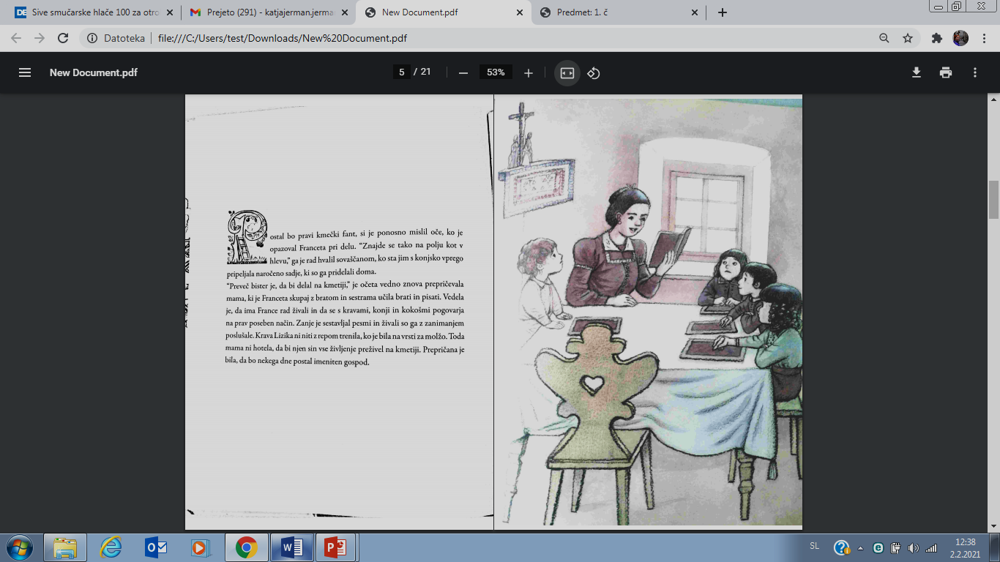 Sive smučarske hlače 100 za otro
Prejeto (291) - katjajerman.jerma
New Document.pdf
Predmet: 1. č
Datoteka
file:///C:/Users/test/Downloads/New%20Document.pdf
New Document.pdf
5 / 21
53%
Postal bo pravi kmečki fant, si je ponosno mislil oče, ko je
opazoval Franceta pri delu. “Znajde se tako na polju kot v
hlevu,” ga je rad hvalil sovaščanom, ko sta jim s konjsko vprego
pripeljala naročeno sadje, ki so ga pridelali doma.
“Preveč bister je, da bi delal na kmetiji,” je očeta vedno znova prepričevala
mama, ki je Franceta skupaj z bratom in sestrama učila brati in pisati. Vedela
je, da ima France rad živali in da se s kravami, konji in kokošmi pogovarja
na prav poseben način. Zanje je sestavljal pesmi in živali so ga z zanimanjem
poslušale. Krava Lizika ni niti z repom trenila, ko je bila na vrsti za molžo. Toda
mama ni hotela, da bi njen sin vse življenje preživel na kmetiji. Prepričana je
bila, da bo nekega dne postal imeniten gospod.
SL
12:38
2.2.2021